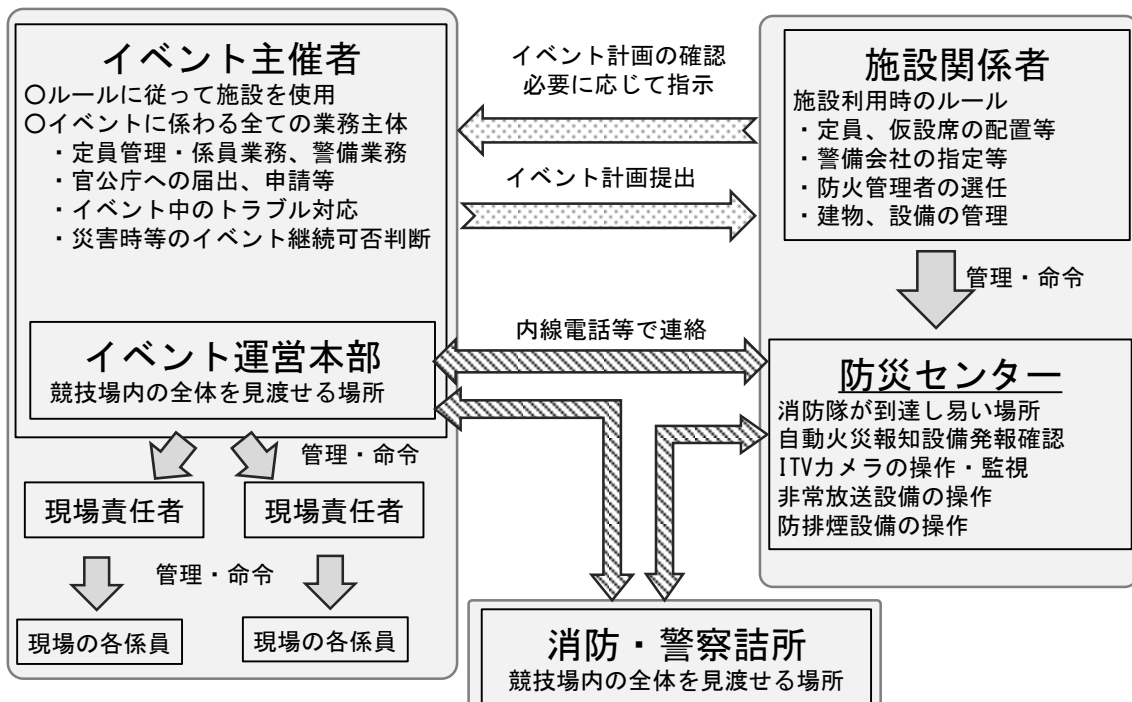 イベント主催者
○ルールに従って施設を使用
○イベントに係わる全ての業務主体
・定員管理・係員業務、警備業務
・官公庁への届出、申請等
・イベント中のトラブル対応
・災害時等のイベント継続可否判断
イベント計画の確認
必要に応じて指示
イベント計画提出
施設関係者
施設利用時のルール
・定員、仮設席の配置等
・警備会社の指定等
・防火管理者の選任
・建物、設備の管理
管理・命令
イベント運営本部
競技場内の全体を見渡せる場所
内線電話等で連絡
防災センター
消防隊が到達し易い場所
自動火災報知設備発報確認
ITVカメラの操作・監視
非常放送設備の操作
防排煙設備の操作
管理・命令
現場責任者
現場責任者
管理・命令
現場の各係員
現場の各係員
消防・警察詰所
競技場内の全体を見渡せる場所